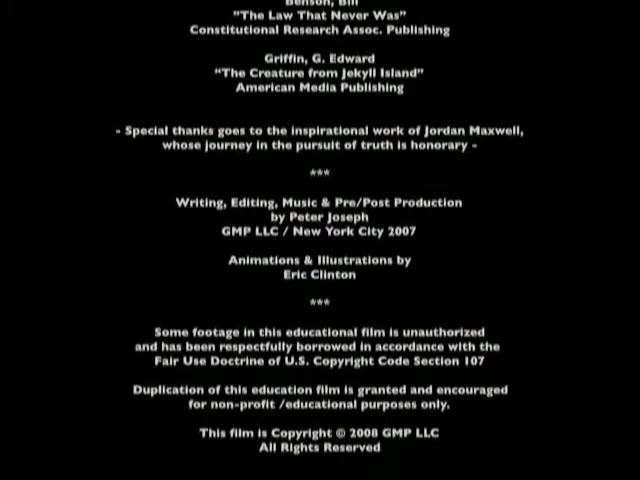 Benson, Bill
"The Law That Never Was"
Constitutional Research Assoc. Publishing
Griffin, G. Edward
"The Creature from Jekyll Island"
American Media Publishing
- Special thanks goes to the inspirational work of Jordan Maxwell,
whose journey in the pursuit of truth is honorary -
***
Writing, Editing, Music & Pre/Post Production
by Peter Joseph
GMP LLC / New York City 2007
Animations & Illustrations by
Eric Clinton
***
Some footage in this educational film is unauthorized
and has been respectfully borrowed in accordance with the
Fair Use Doctrine of U.S. Copyright Code Section 107
Duplication of this education film is granted and encouraged
for non-profit /educational purposes only.
This film is Copyright © 2008 GMP LLC
All Rights Reserved